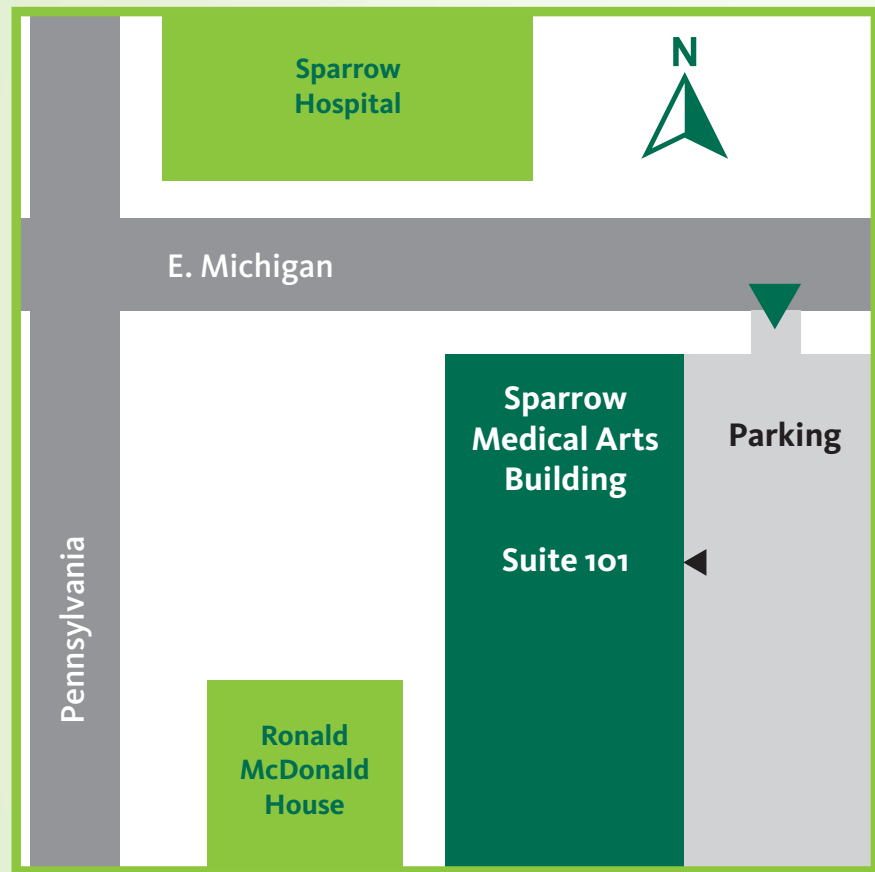 Sparrow
Hospital
N
E. Michigan
Sparrow
Medical Arts
Building
Parking
Suite 101
Pennsylvania
Ronald
McDonald
House